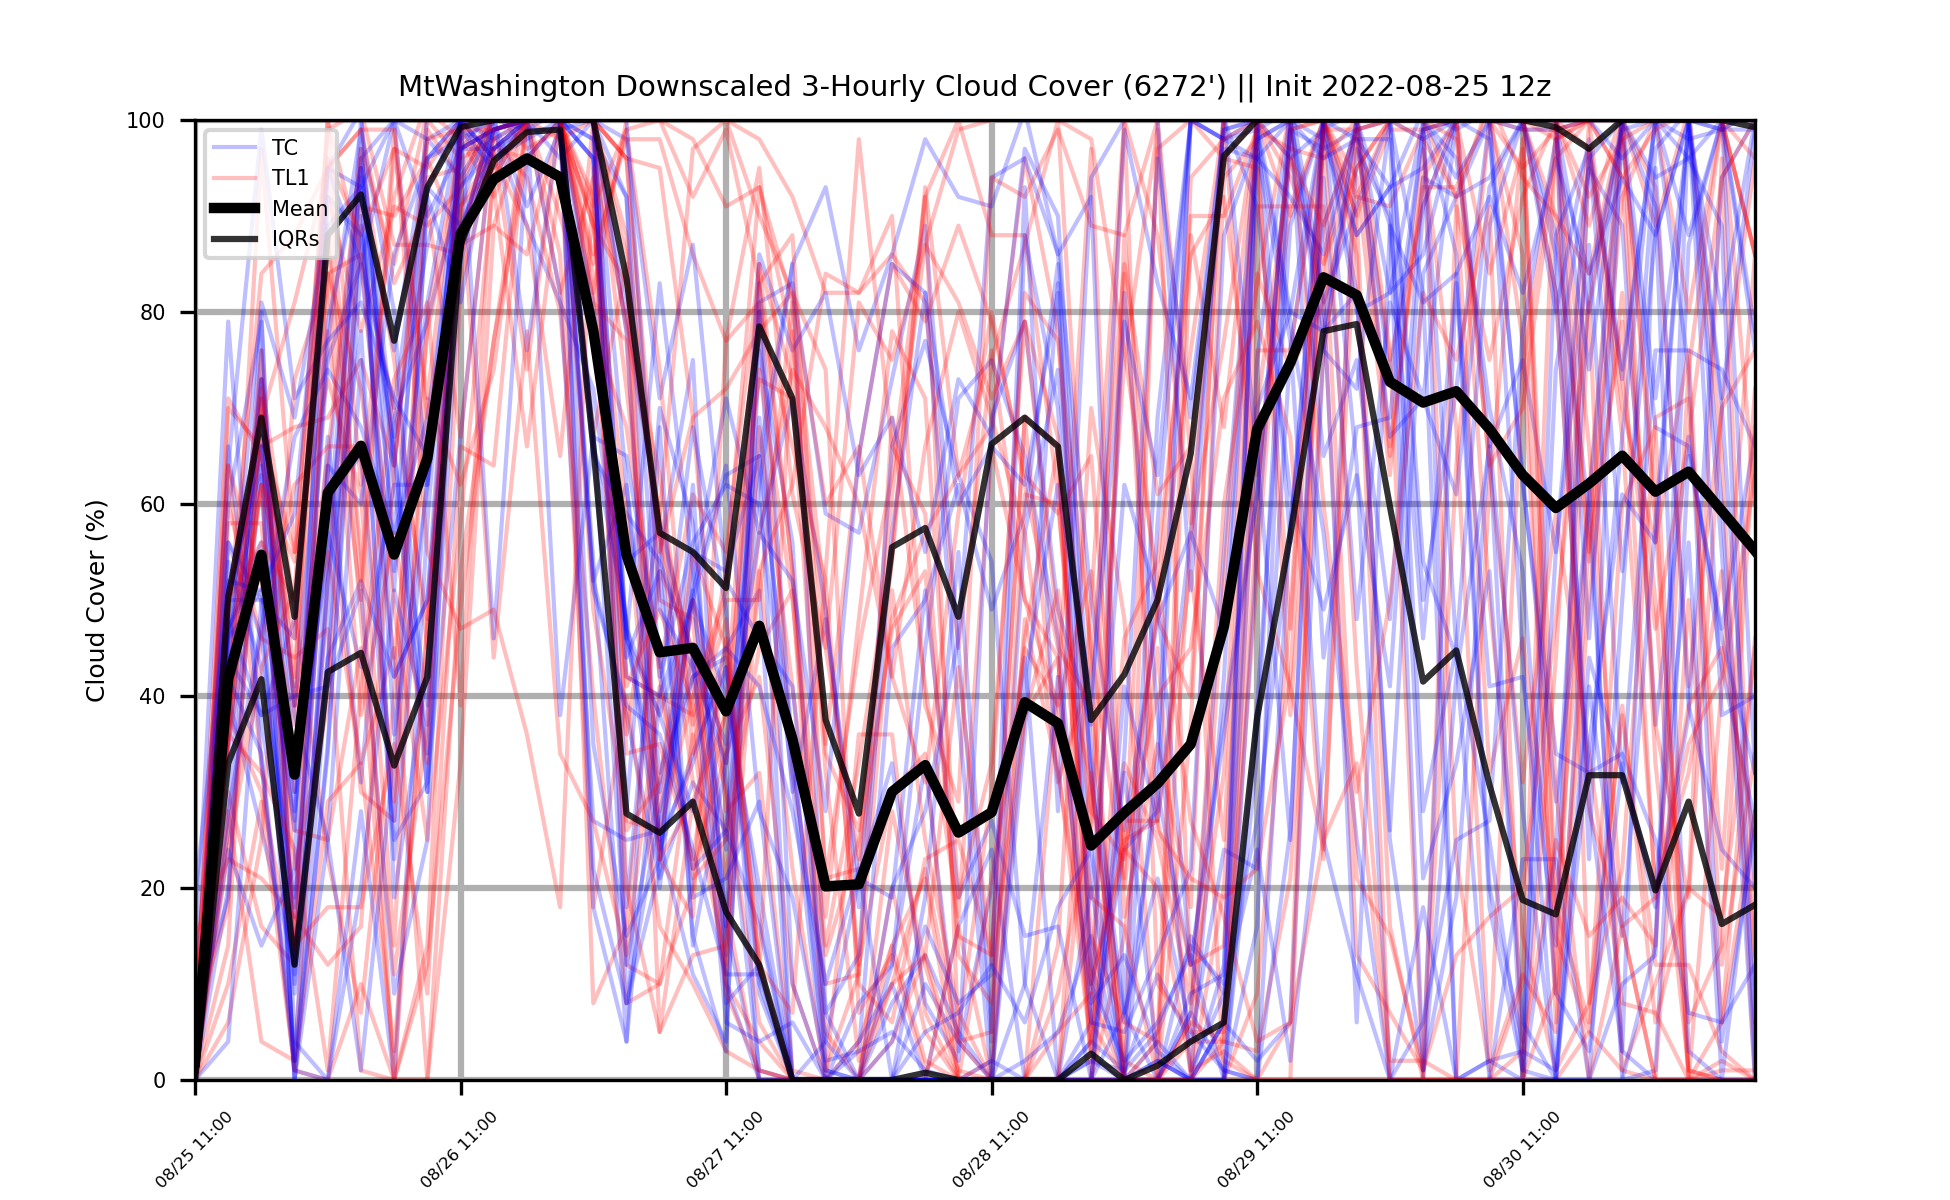 MtWashington Downscaled 3-Hourly Cloud Cover (6272') || Init 2022-08-25 12z
TC
TL1
Mean
IQRs
Cloud Cover (%)
100
80
60
40
20
0
08/25 11:00
08/26 11:00
08/27 11:00
08/28 11:00
08/29 11:00
08/30 11:00